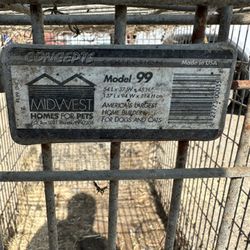 CONCEPTS
Made in USA
Model 99
54 L x 37 W x 45 H"
137 L x 94 W x 114 H cm
MIDWEST
HOMES FOR PETS
AMERICA'S LARGEST
HOME BUILDER
FOR DOGS AND CATS